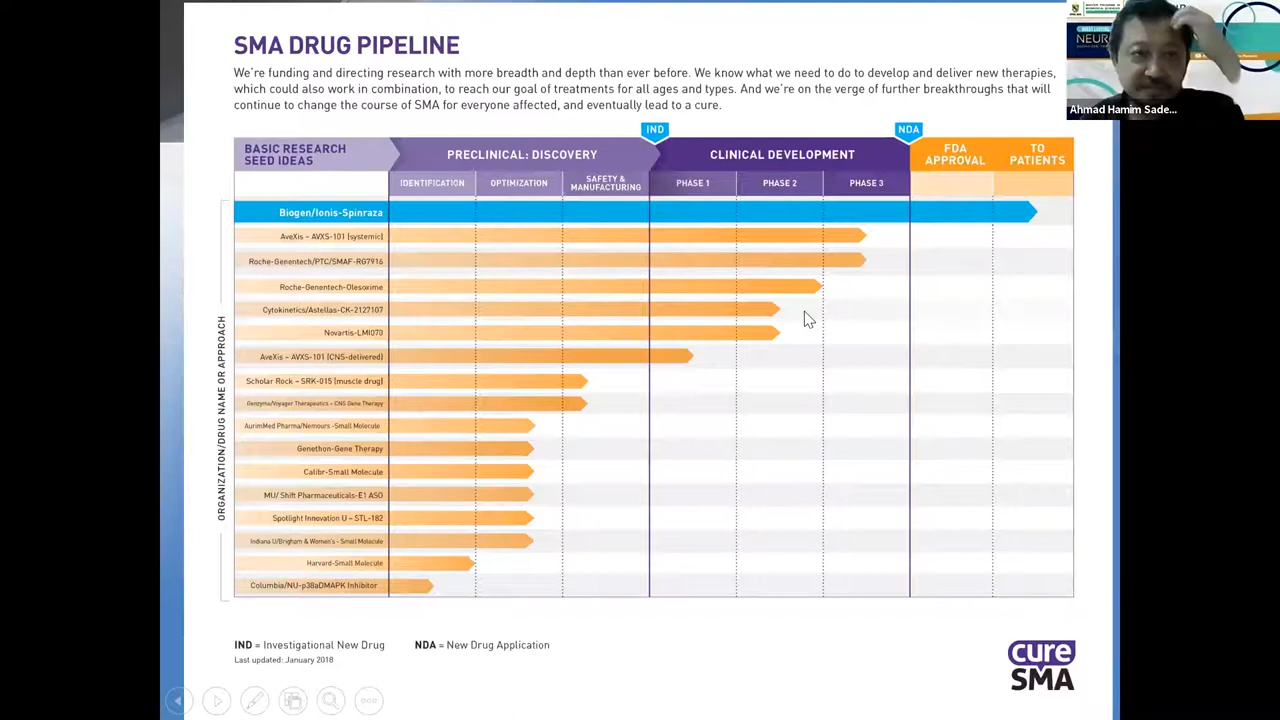 SMA DRUG PIPELINE
We're funding and directing research with more breadth and depth than ever before. We know what we need to do to develop and deliver new therapies,
which could also work in combination, to reach our goal of treatments for all ages and types. And we're on the verge of further breakthroughs that will
continue to change the course of SMA for everyone affected, and eventually lead to a cure.
Ahmad Hamim Sade...
IND
NDA
BASIC RESEARCH
SEED IDEAS
PRECLINICAL: DISCOVERY
CLINICAL DEVELOPMENT
FDA
APPROVAL
TO
PATIENTS
IDENTIFICATION
OPTIMIZATION
SAFETY &
MANUFACTURING
PHASE 1
PHASE 2
PHASE 3
ORGANIZATION/DRUG NAME OR APPROACH
Biogen/Ionis-Spinraza
AveXis – AVXS-101 (systemic)
Roche-Genentech/PTC/SMAF-RG7916
Roche-Genentech-Olesoxime
Cytokinetics/Astellas-CK-2127107
Novartis-LMI070
AveXis – AVXS-101 (CNS-delivered)
Scholar Rock – SRK-015 (muscle drug)
Genzyme/Voyager Therapeutics – CNS Gene Therapy
AurimMed Pharma/Nemours -Small Molecule
Genethon-Gene Therapy
Calibr-Small Molecule
MU/ Shift Pharmaceuticals-E1 ASO
Spotlight Innovation U – STL-182
Indiana U/Brigham & Women's - Small Molecule
Harvard-Small Molecule
Columbia/NU-p38aDMAPK Inhibitor
IND = Investigational New Drug
NDA = New Drug Application
Last updated: January 2018
cure
SMA